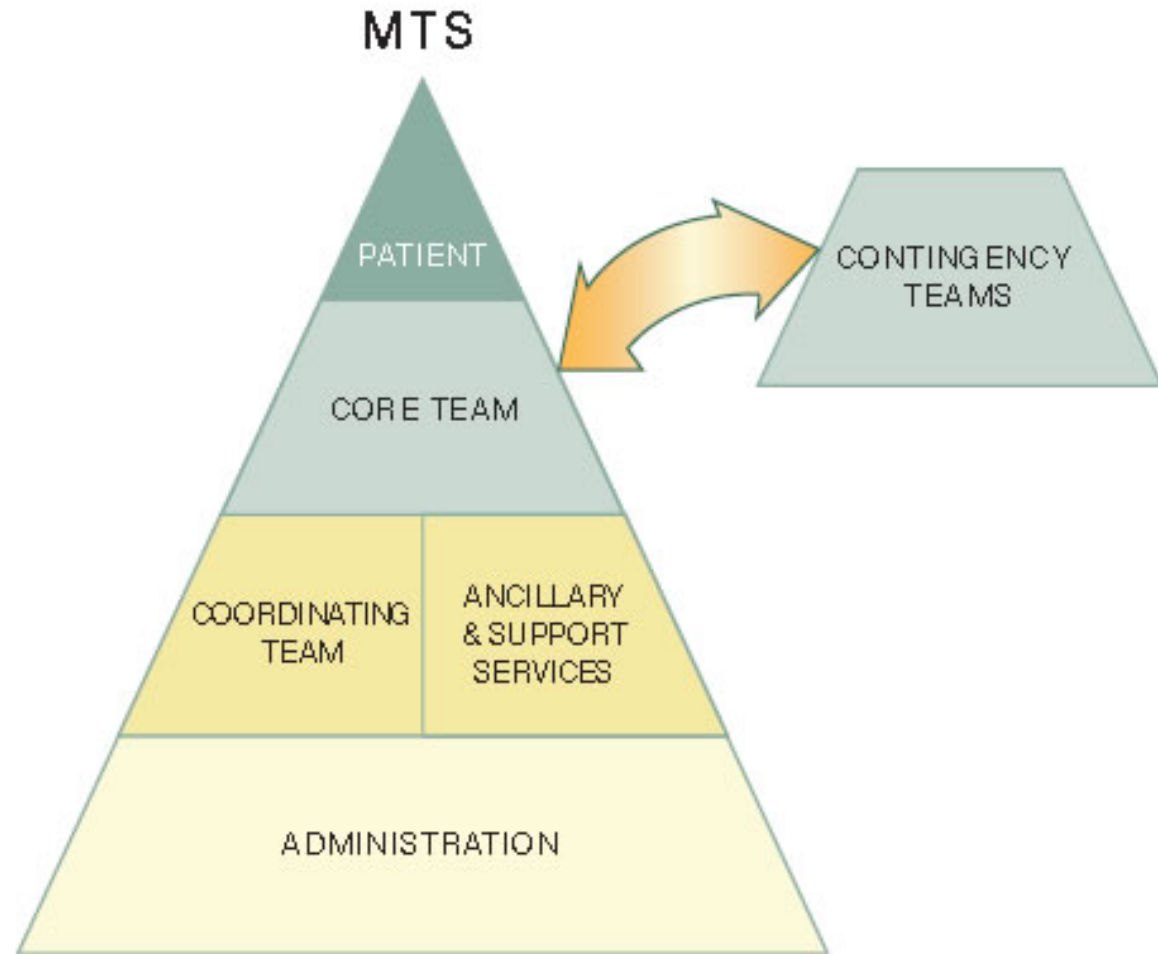 MTS
PATIENT
CONTINGENCY
TEAMS
CORE TEAM
COORDINATING
TEAM
ANCILLARY
& SUPPORT
SERVICES
ADMINISTRATION